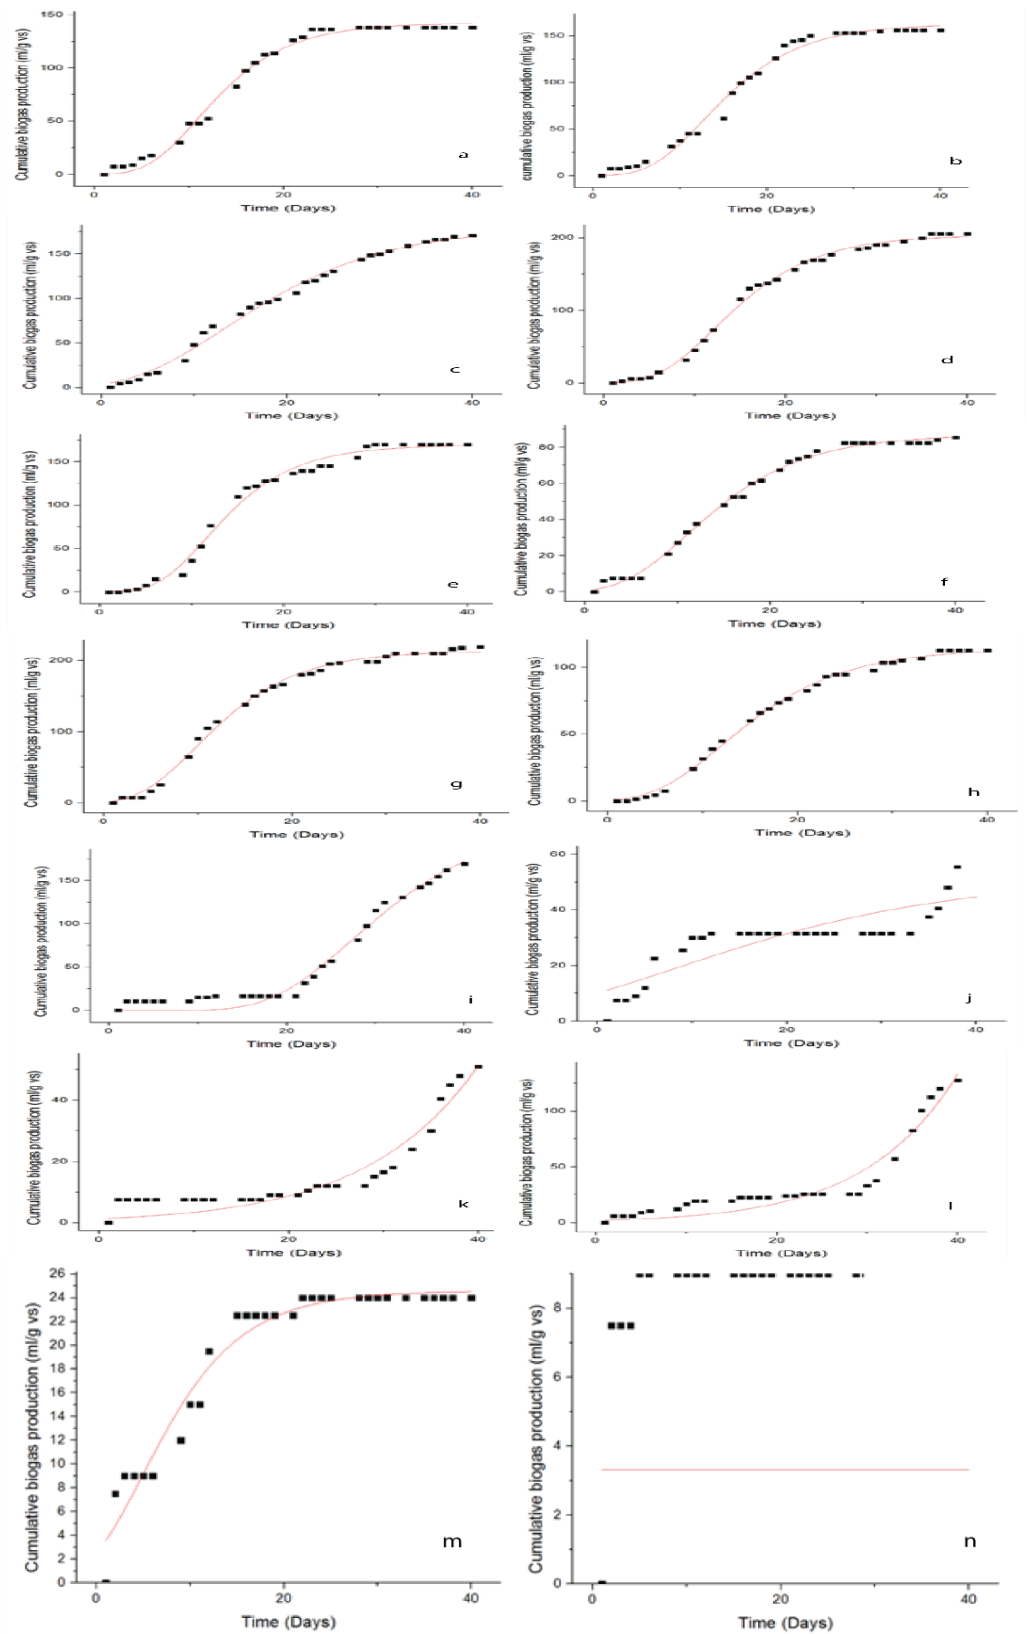 Cumulative biogas production (ml/g vs)
150
100
50
0
0 20 40
Time (Days)
a
cumulative biogas production (ml/g vs)
150
100
50
0
0 20 40
Time (Days)
b
Cumulative biogas production (ml/g vs)
150
100
50
0
0 20 40
Time (Days)
c
Cumulative biogas production (ml/g vs)
200
100
0
0 20 40
Time (Days)
d
Cumulative biogas production (ml/g vs)
150
100
50
0
0 20 40
Time (Days)
e
Cumulative biogas production (ml/g vs)
80
60
40
20
0
0 20 40
Time (Days)
f
Cumulative biogas production (ml/g vs)
200
100
0
0 20 40
Time (Days)
g
Cumulative biogas production (ml/g vs)
100
50
0
0 20 40
Time (Days)
h
Cumulative biogas production (ml/g vs)
150
100
50
0
0 20 40
Time (Days)
i
Cumulative biogas production (ml/g vs)
60
40
20
0
0 20 40
Time (Days)
j
Cumulative biogas production (ml/g vs)
40
20
0
0 20 40
Time (Days)
k
Cumulative biogas production (ml/g vs)
100
50
0
0 20 40
Time (Days)
l
Cumulative biogas production (ml/g vs)
26
24
22
20
18
16
14
12
10
8
6
4
2
0
0 20 40
Time (Days)
m
Cumulative biogas production (ml/g vs)
8
6
4
2
0
0 20 40
Time (Days)
n